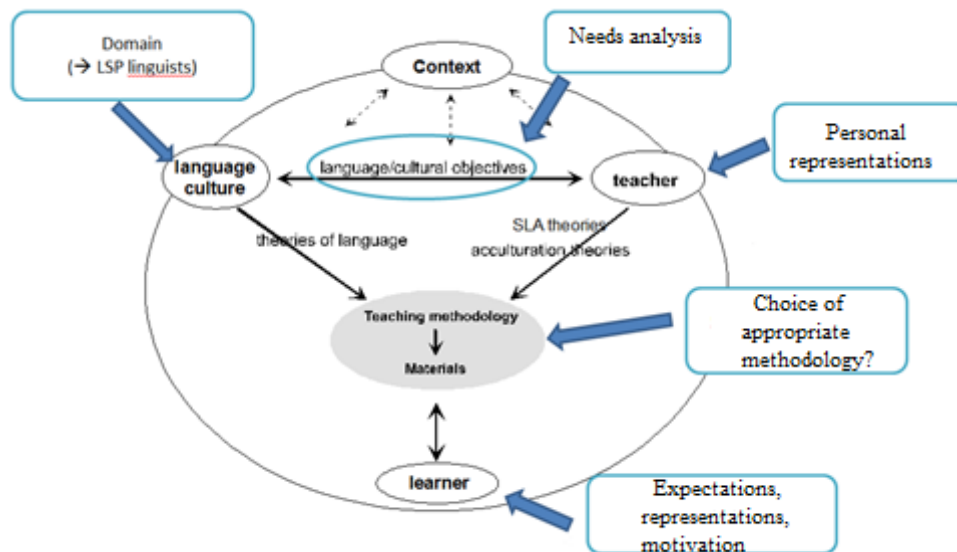 Domain
(→ LSP linguists)
Needs analysis
Context
Personal
representations
language
culture
language/cultural objectives
teacher
theories of language
SLA theories
acculturation theories
Teaching methodology
Materials
Choice of
appropriate
methodology?
learner
Expectations,
representations,
motivation